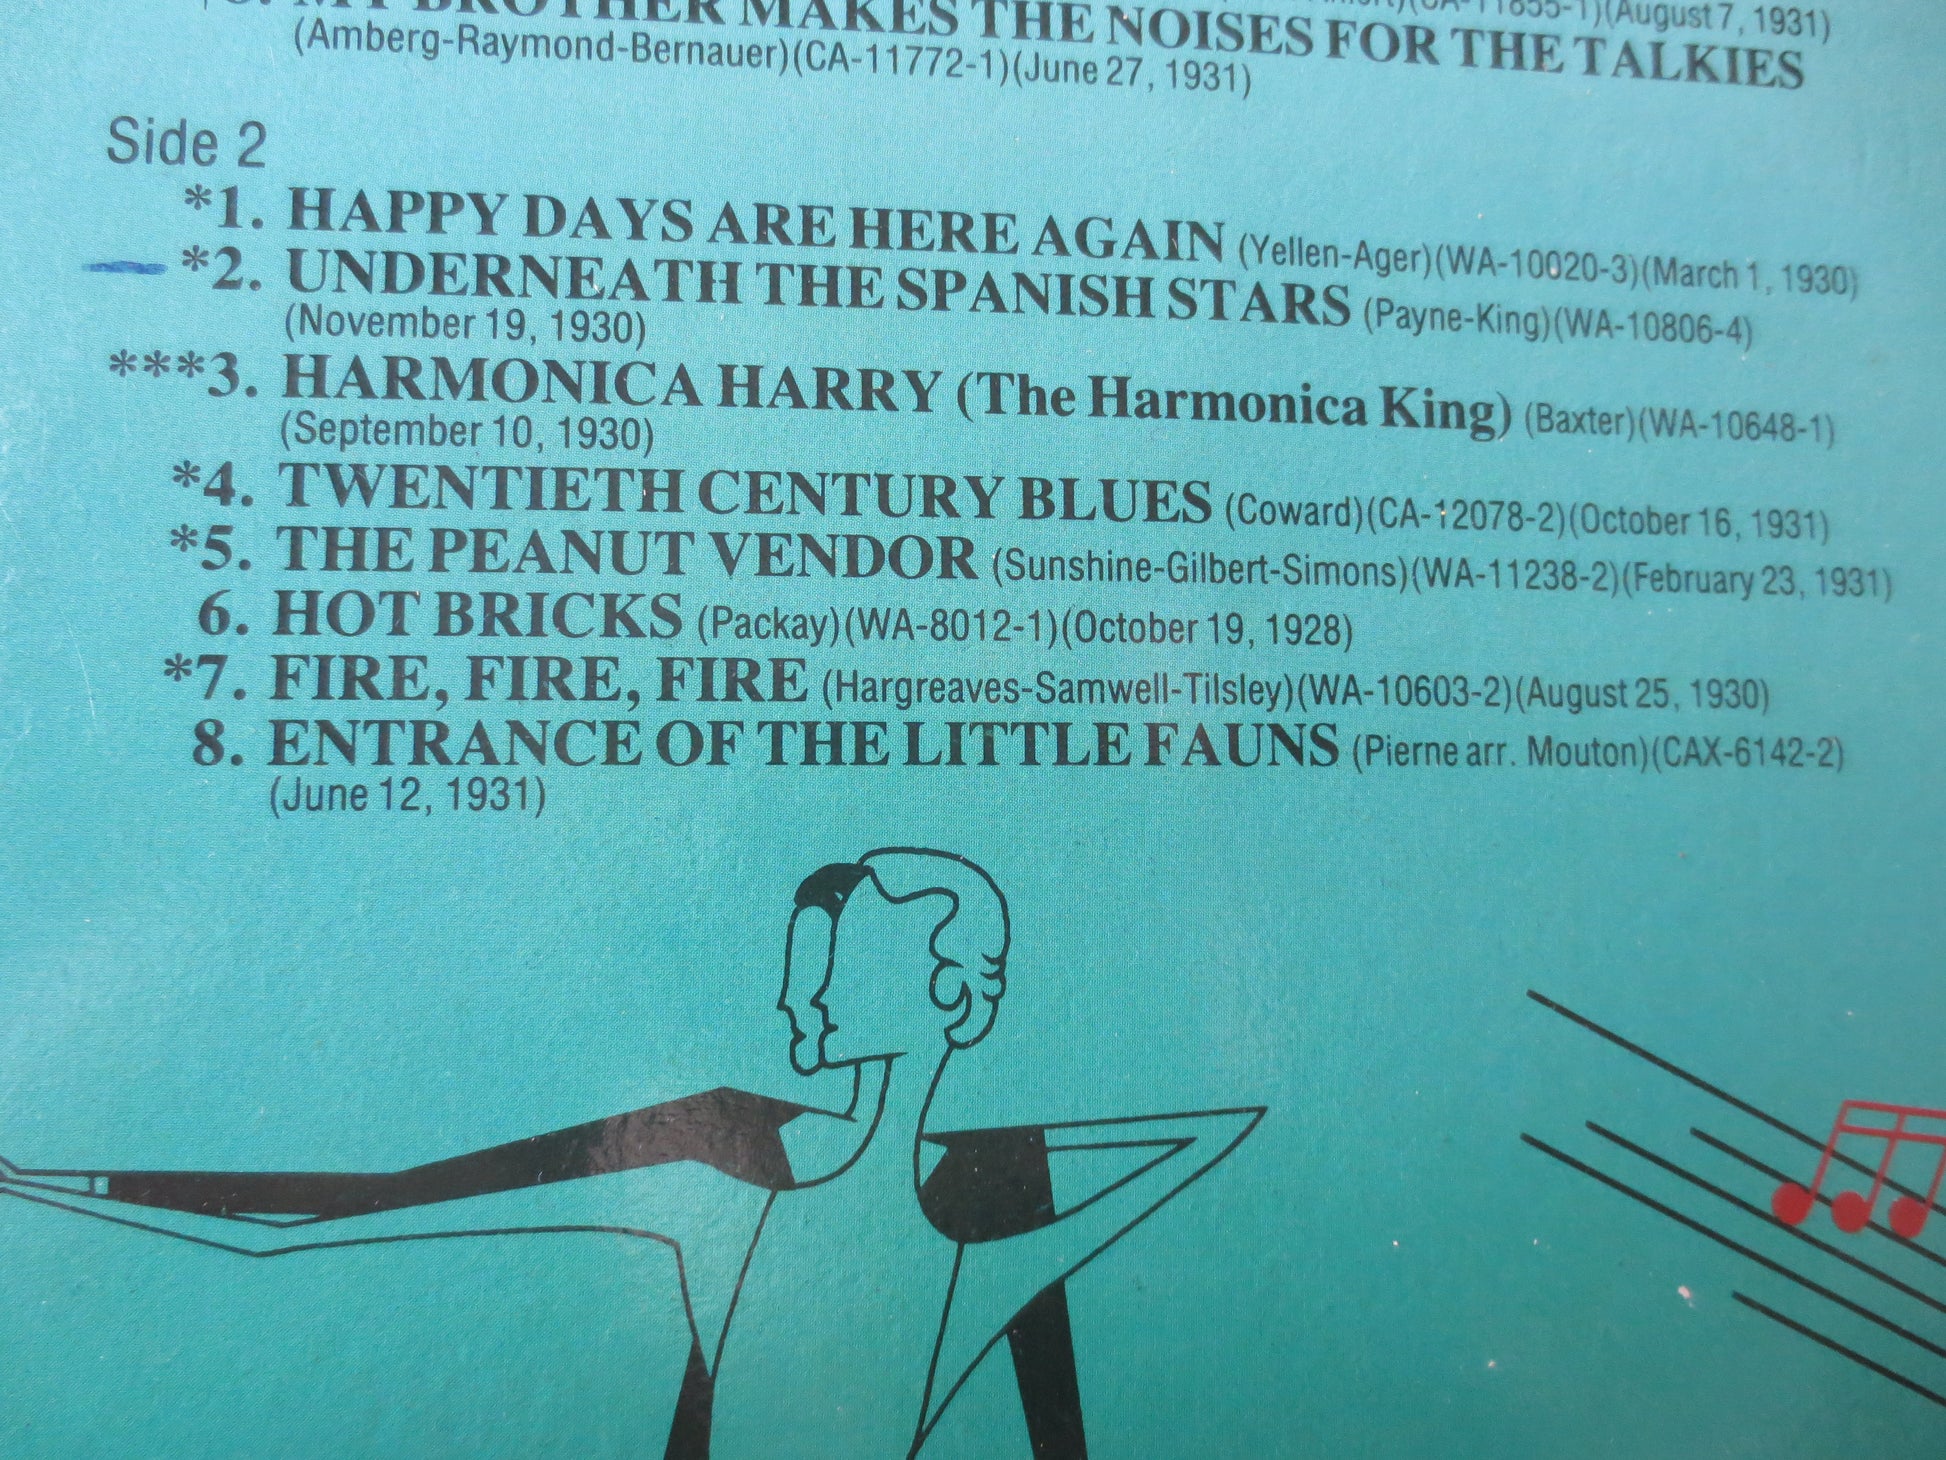 MY BROTHER MAKES THE NOISES FOR THE TALKIES
(August 7, 1931)
(Amberg-Raymond-Bernauer)(CA-11772-1)(June 27, 1931)
Side 2
*1. HAPPY DAYS ARE HERE AGAIN (Yellen-Ager)(WA-10020-3)(March 1, 1930)
*2. UNDERNEATH THE SPANISH STARS (Payne-King)(WA-10806-4)
(November 19, 1930)
***3. HARMONICA HARRY (The Harmonica King) (Baxter)(WA-10648-1)
(September 10, 1930)
*4. TWENTIETH CENTURY BLUES (Coward)(CA-12078-2)(October 16, 1931)
*5. THE PEANUT VENDOR (Sunshine-Gilbert-Simons)(WA-11238-2)(February 23, 1931)
6. HOT BRICKS (Packay)(WA-8012-1)(October 19, 1928)
*7. FIRE, FIRE, FIRE (Hargreaves-Samwell-Tilsley)(WA-10603-2)(August 25, 1930)
8. ENTRANCE OF THE LITTLE FAUNS (Pierne arr. Mouton)(CAX-6142-2)
(June 12, 1931)